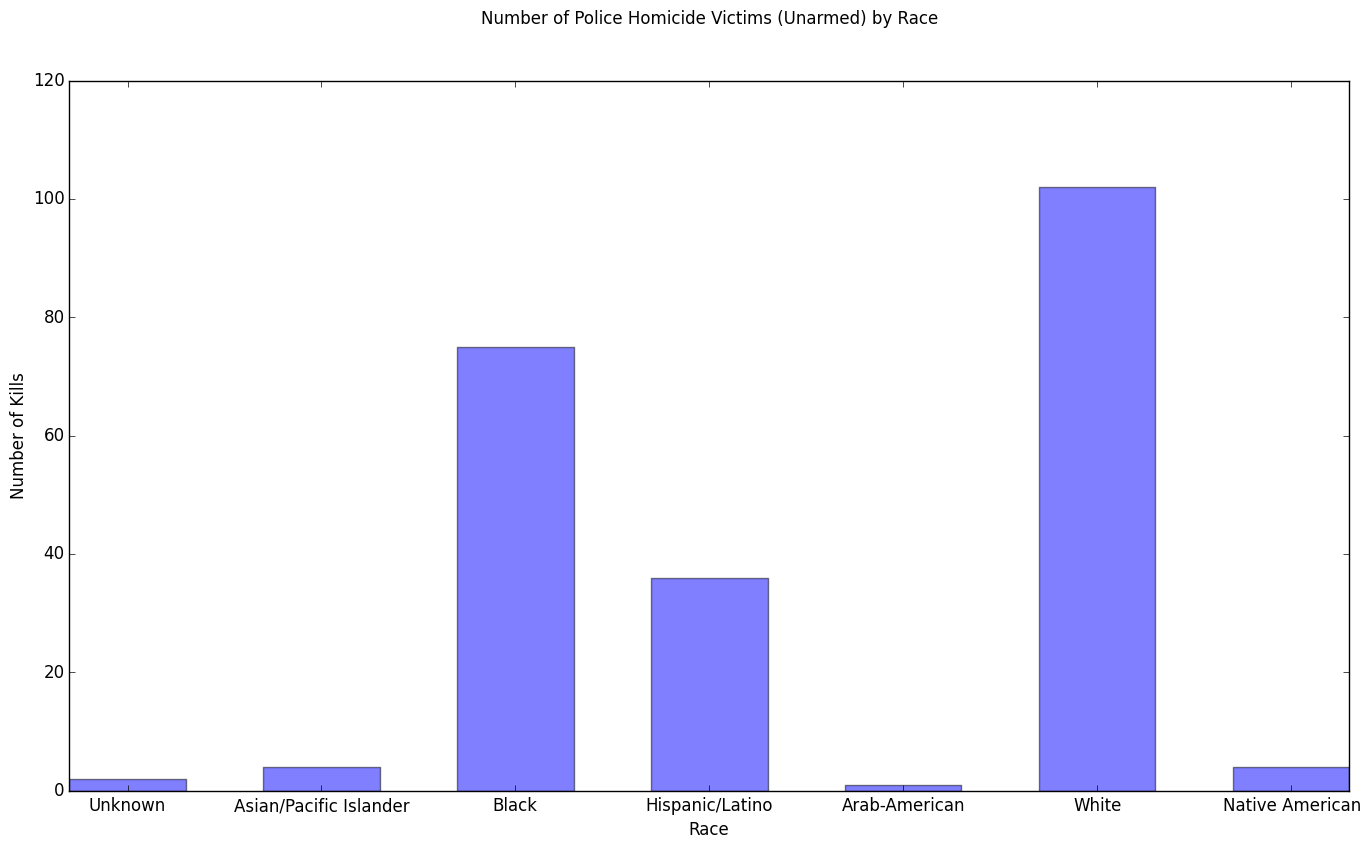 Number of Police Homicide Victims (Unarmed) by Race
120
100
80
60
40
20
0
Number of Kills
Unknown Asian/Pacific Islander Black Hispanic/Latino Arab-American White Native American
Race